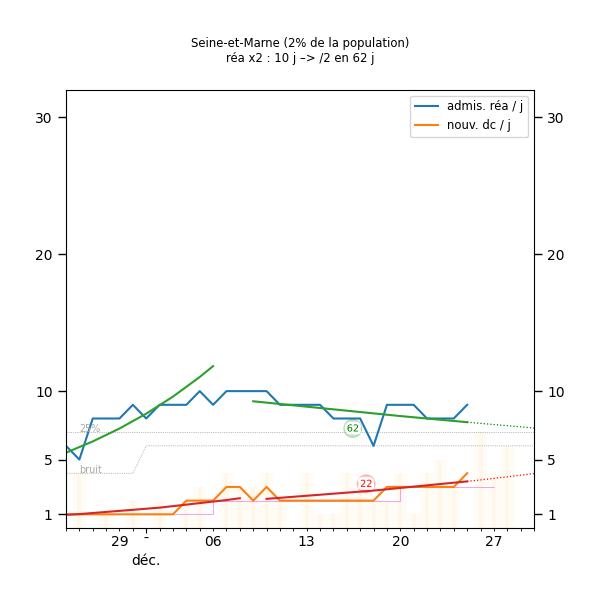 Seine-et-Marne (2% de la population)
réa x2 : 10 j –> /2 en 62 j
admis. réa / j
nouv. dc / j
30 30
20 20
10 10
25%
62
5 5
bruit
22
1 1
29 - 06 13 20 27
déc.